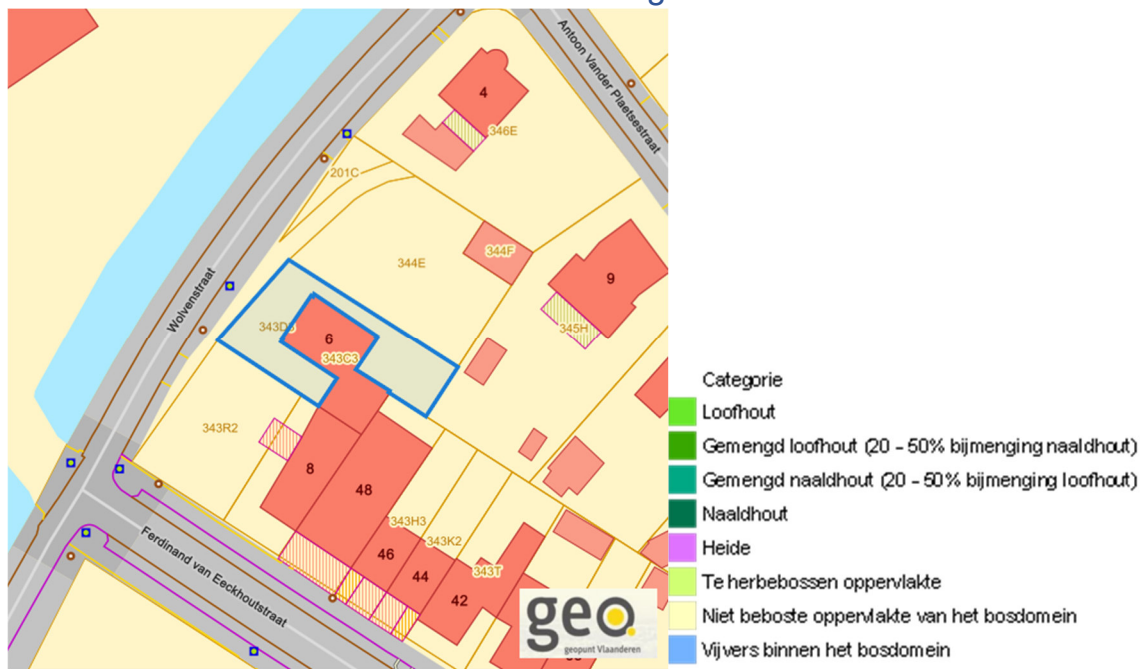 Antoon Vander Plaetsestraat
4
346E
201C
344F
344E
9
Wolvenstraat
343D3
6
343C3
345H
343R2
8
48
343H3
343K2
46
44
343T
42
Ferdinand van Eeckhoutstraat
geo.
geopunt Vlaanderen
Categorie
Loofhout
Gemengd loofhout (20 - 50% bijmenging naaldhout)
Gemengd naaldhout (20 - 50% bijmenging loofhout)
Naaldhout
Heide
Te herbebossen oppervlakte
Niet beboste oppervlakte van het bosdomein
Vijvers binnen het bosdomein